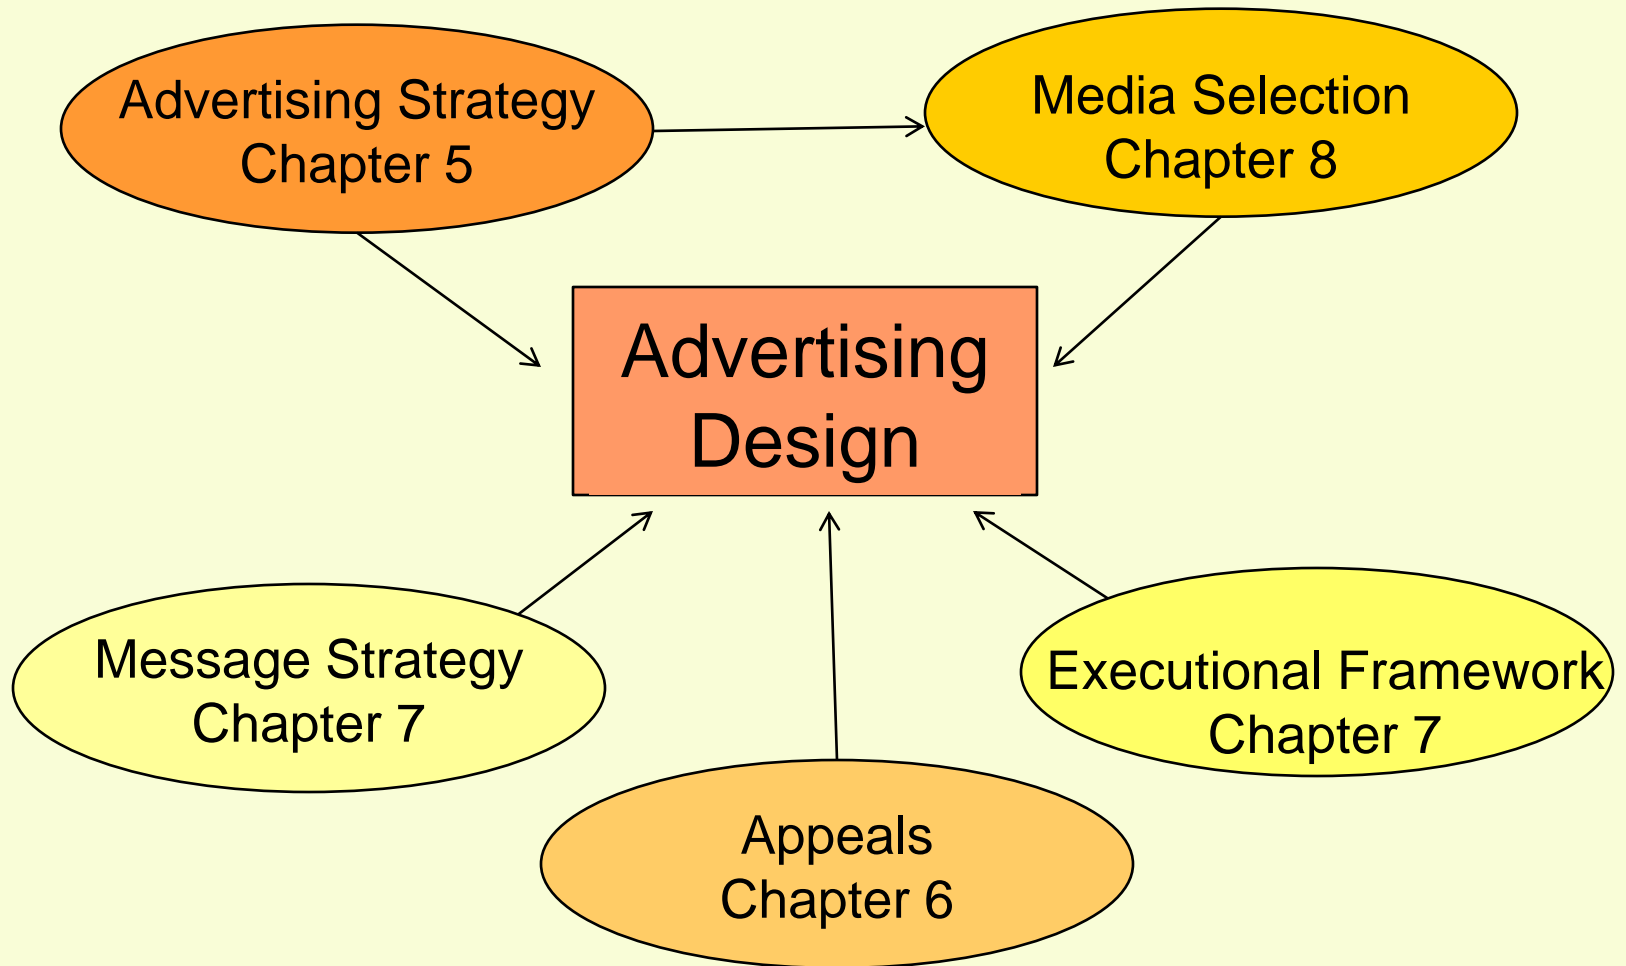 Advertising Strategy
Chapter 5
Media Selection
Chapter 8
Advertising
Design
Message Strategy
Chapter 7
Executional Framework
Chapter 7
Appeals
Chapter 6